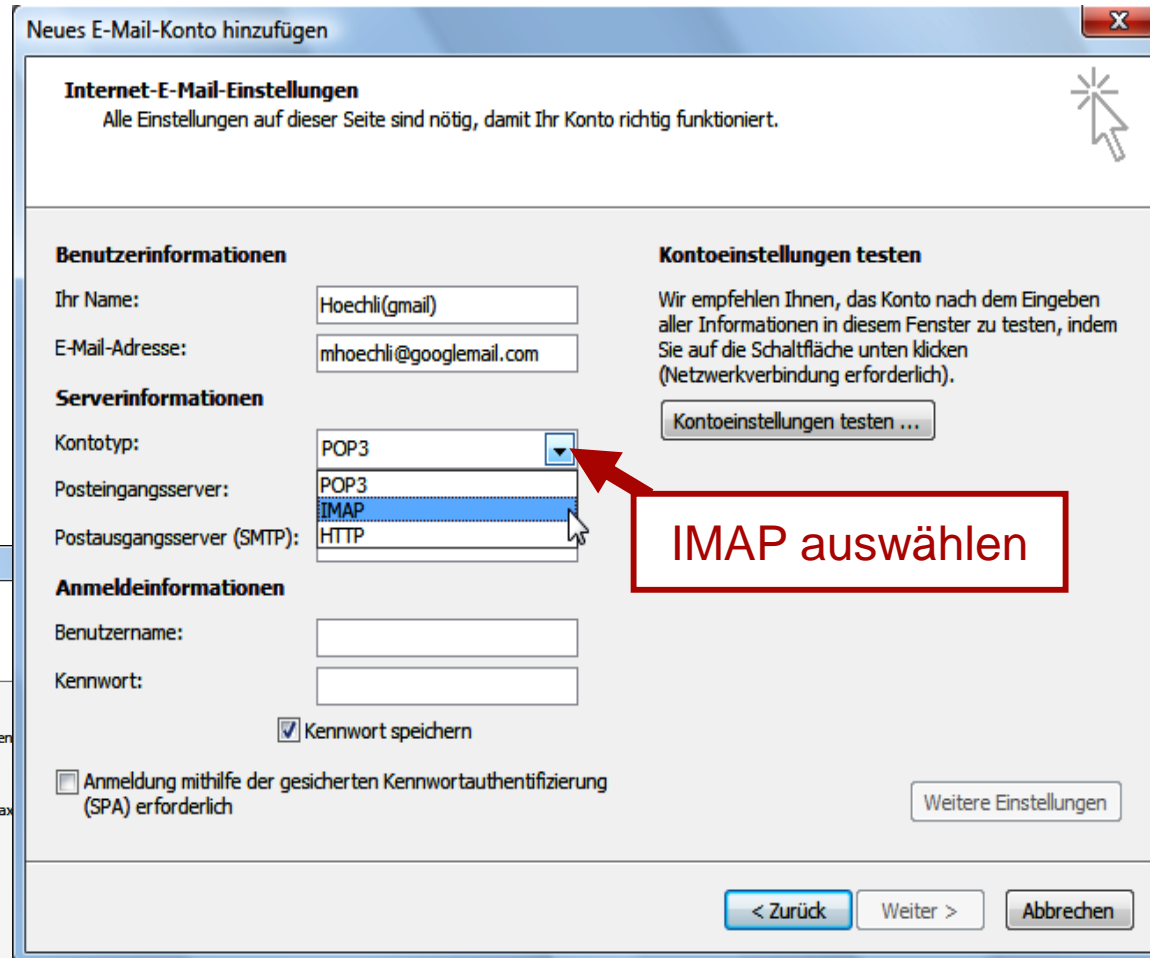 Neues E-Mail-Konto hinzufügen
Internet-E-Mail-Einstellungen
Alle Einstellungen auf dieser Seite sind nötig, damit Ihr Konto richtig funktioniert.
Benutzerinformationen
Ihr Name:
Hoechli(gmail)
E-Mail-Adresse:
mhoechli@googlemail.com
Serverinformationen
Kontotyp:
POP3
Posteingangsserver:
POP3
IMAP
Postausgangsserver (SMTP):
HTTP
Anmeldeinformationen
Benutzername:
Kennwort:
Kennwort speichern
Anmeldung mithilfe der gesicherten Kennwortauthentifizierung
(SPA) erforderlich
Kontoeinstellungen testen
Wir empfehlen Ihnen, das Konto nach dem Eingeben
aller Informationen in diesem Fenster zu testen, indem
Sie auf die Schaltfläche unten klicken
(Netzwerkverbindung erforderlich).
Kontoeinstellungen testen ...
IMAP auswählen
Weitere Einstellungen
< Zurück
Weiter >
Abbrechen